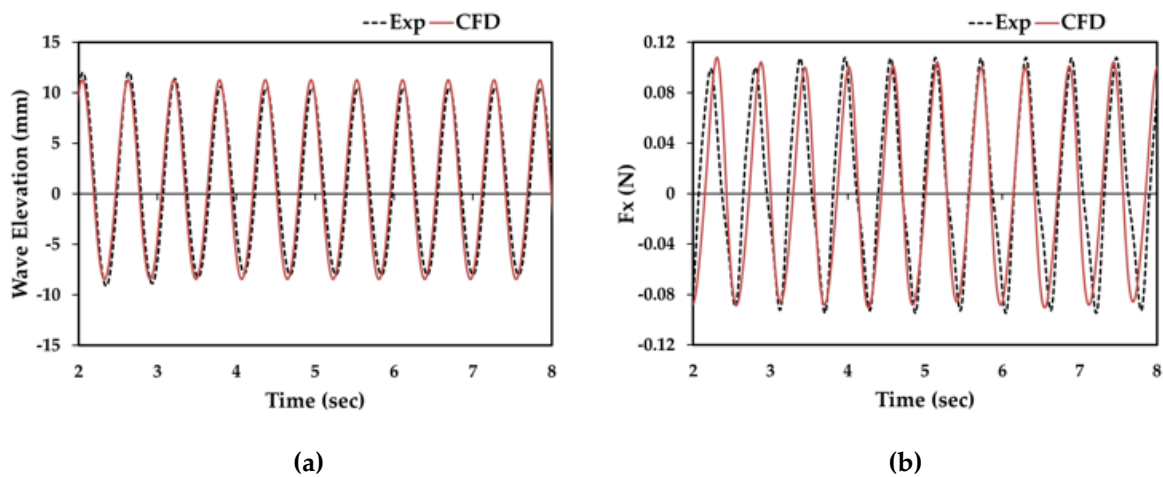 Exp CFD
15
10
5
0
-5
-10
-15
Wave Elevation (mm)
2 3 4 5 6 7 8
Time (sec)
(a)
Exp CFD
0.12
0.08
0.04
0
-0.04
-0.08
-0.12
Fx (N)
2 3 4 5 6 7 8
Time (sec)
(b)